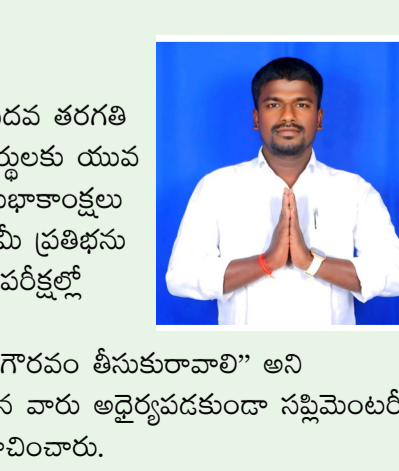 దవ తరగతి
ర్థులకు యువ
భాకాంక్షలు
మీ ప్రతిభను
పరీక్షల్లో
గౌరవం తీసుకురావాలి” అని
న వారు అధైర్యపడకుండా సప్లిమెంటరీ
చించారు.